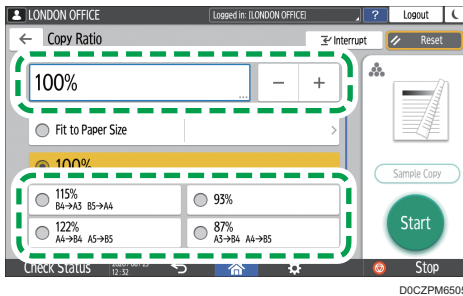 LONDON OFFICE
Logged in: [LONDON OFFICE]
?
Logout
Copy Ratio
Interrupt
Reset
100%
...
Fit to Paper Size
100%
115%
B4→A3 B5→A4
93%
122%
A4→B4 A5→B5
87%
A3→B4 A4→B5
Sample Copy
Start
Check Status
12:32
Stop
D0CZPM6505